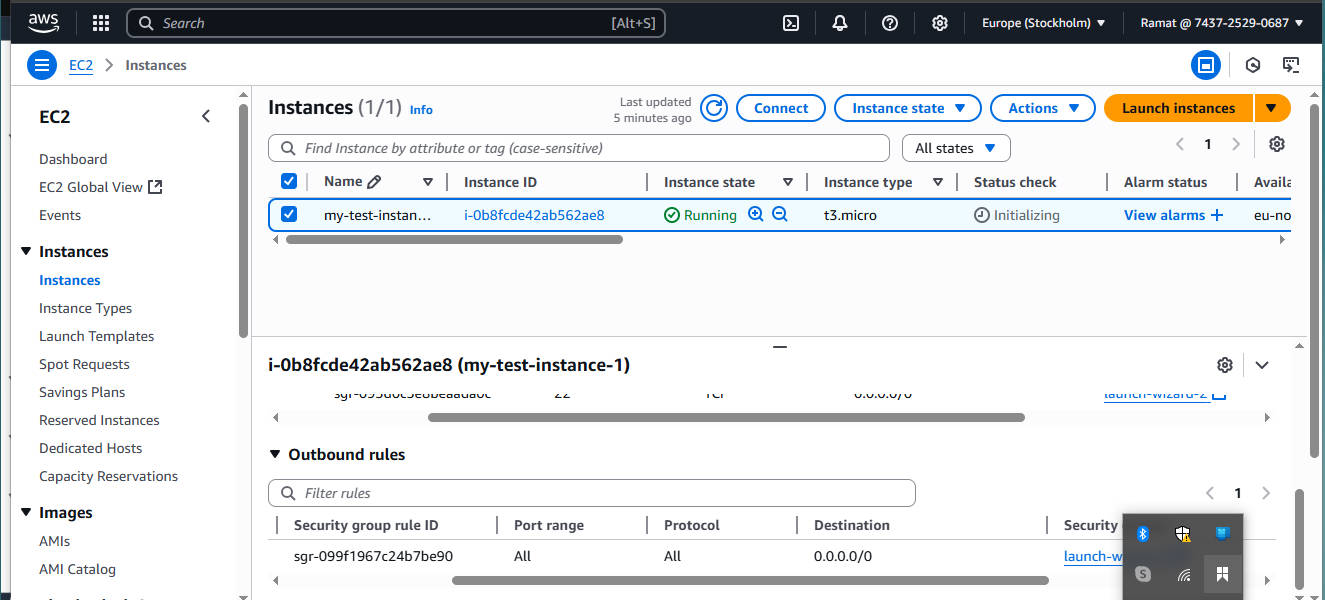 aws
Search [Alt+S] Europe (Stockholm) Ramat @ 7437-2529-0687
EC2 Instances
EC2
Dashboard
EC2 Global View
Events
Instances
Instances
Instance Types
Launch Templates
Spot Requests
Savings Plans
Reserved Instances
Dedicated Hosts
Capacity Reservations
Images
AMIs
AMI Catalog
Instances (1/1) Info
Last updated
5 minutes ago
Connect Instance state Actions Launch instances
Find Instance by attribute or tag (case-sensitive) All states 1
Name Instance ID Instance state Instance type Status check Alarm status Availa
my-test-instan... i-0b8fcde42ab562ae8 Running t3.micro Initializing View alarms + eu-no
i-0b8fcde42ab562ae8 (my-test-instance-1)
22 TCP 0.0.0.0/0 launch-wizard-2
Outbound rules
Filter rules 1
Security group rule ID Port range Protocol Destination Security
sgr-099f1967c24b7be90 All All 0.0.0.0/0 launch-w